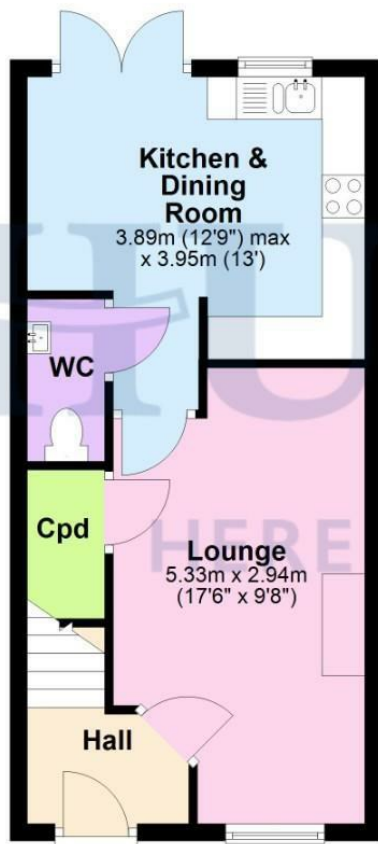 Kitchen &
Dining
Room
3.89m (12'9") max
x 3.95m (13')
WC
Cpd
Lounge
5.33m x 2.94m
(17'6" x 9'8")
Hall
HU
HERE